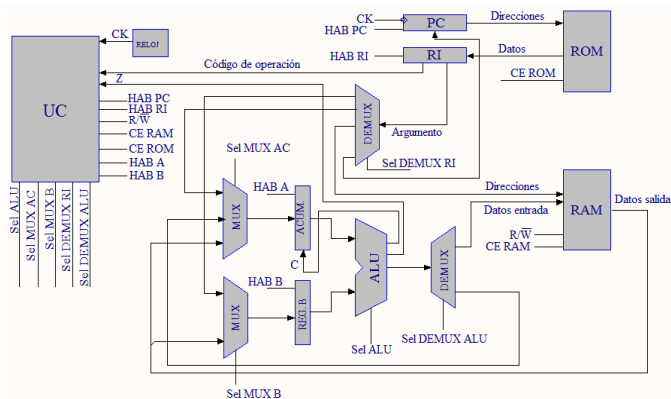 CK
RELOJ
UC
Z
HAB PC
HAB RI
R/W
CE RAM
CE ROM
HAB A
HAB B
Sel ALU
Sel MUX AC
Sel MUX B
Sel DEMUX RI
Sel DEMUX ALU
Código de operación
CK
HAB PC
PC
Direcciones
HAB RI
RI
Datos
ROM
CE ROM
DEMUX
Argumento
Sel DEMUX RI
Sel MUX AC
MUX
HAB A
ACUM.
C
ALU
Sel ALU
HAB B
REG. B
MUX
Sel MUX B
DEMUX
Sel DEMUX ALU
Direcciones
Datos entrada
RAM
R/W
CE RAM
Datos salida